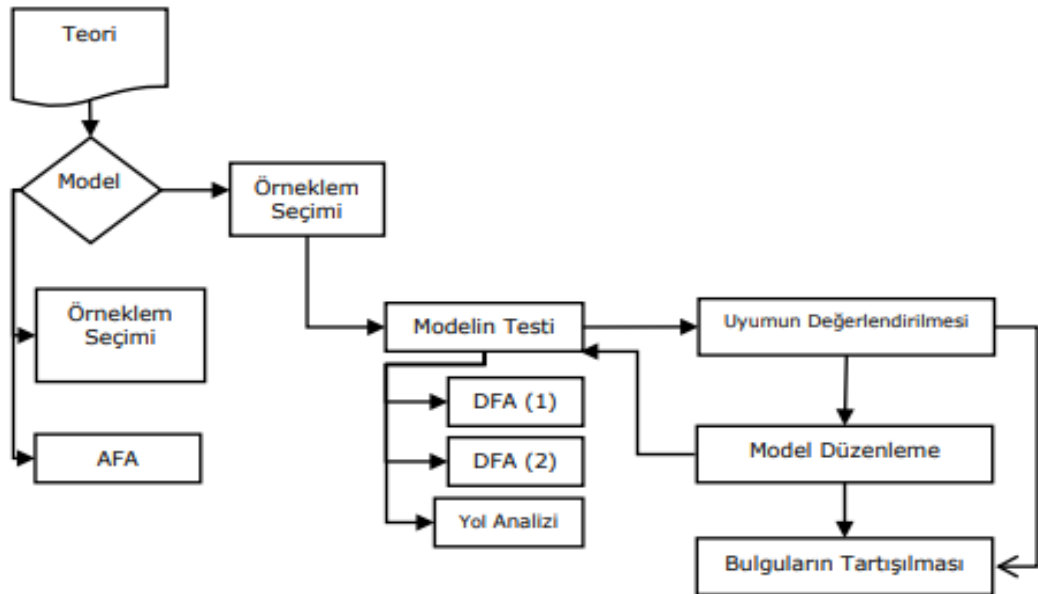 Teori
Model
Örneklem
Seçimi
Örneklem
Seçimi
AFA
Modelin Testi
DFA (1)
DFA (2)
Yol Analizi
Uyumun Değerlendirilmesi
Model Düzenleme
Bulguların Tartışılması